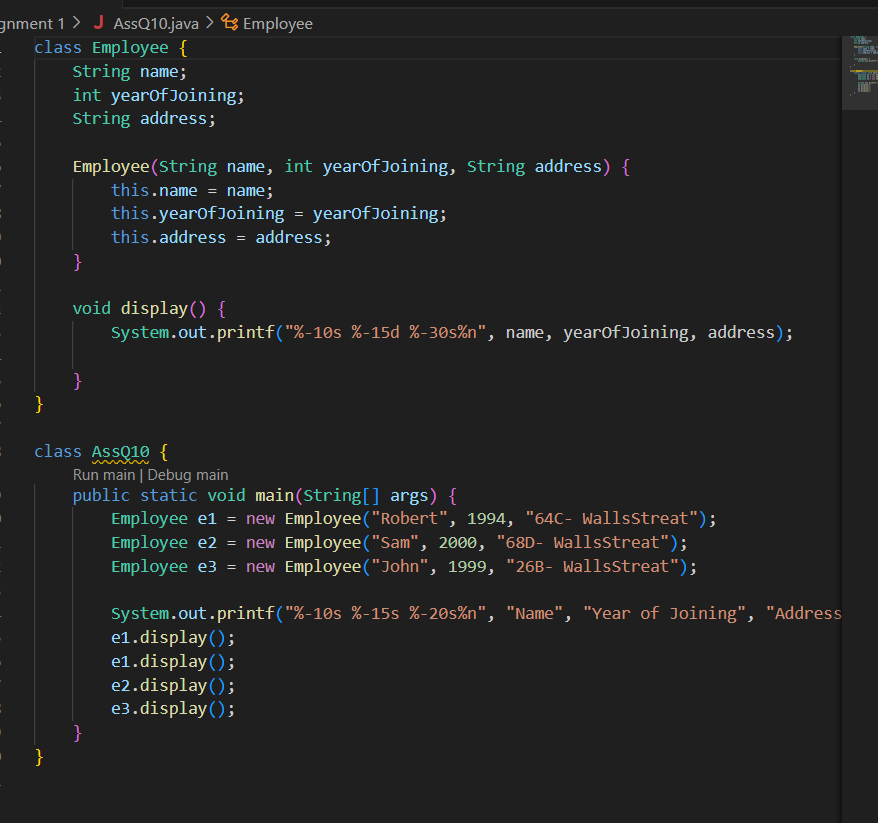 gnment 1 > J AssQ10.java > Employee
class Employee {
    String name;
    int yearOfJoining;
    String address;

    Employee(String name, int yearOfJoining, String address) {
        this.name = name;
        this.yearOfJoining = yearOfJoining;
        this.address = address;
    }

    void display() {
        System.out.printf("%-10s %-15d %-30s%n", name, yearOfJoining, address);

    }
}

class AssQ10 {
    Run main | Debug main
    public static void main(String[] args) {
        Employee e1 = new Employee("Robert", 1994, "64C- WallsStreat");
        Employee e2 = new Employee("Sam", 2000, "68D- WallsStreat");
        Employee e3 = new Employee("John", 1999, "26B- WallsStreat");

        System.out.printf("%-10s %-15s %-20s%n", "Name", "Year of Joining", "Address
        e1.display();
        e1.display();
        e2.display();
        e3.display();
    }
}